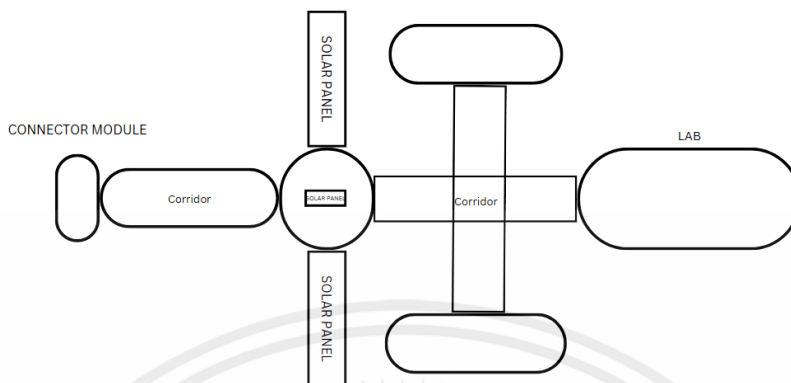 SOLAR PANEL
CONNECTOR MODULE
LAB
Corridor
SOLAR PANEL
Corridor
SOLAR PANEL